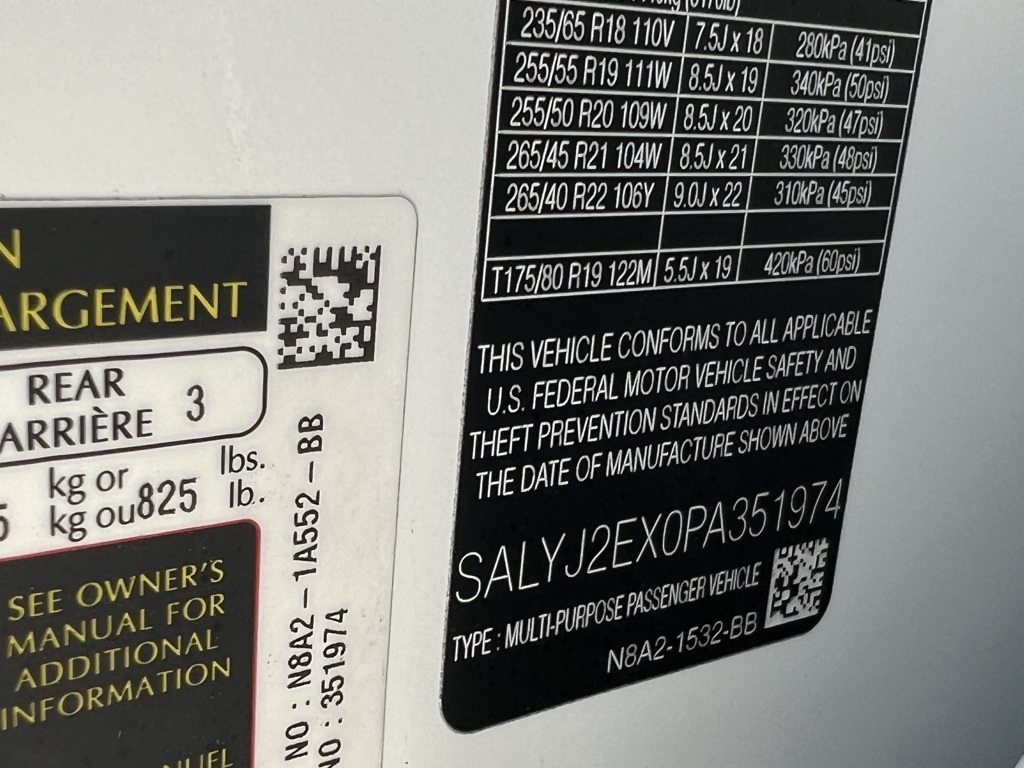 N
ARGEMENT
REAR
ARRIÈRE 3
kg or lbs.
kg ou 825 lb.
SEE OWNER'S
MANUAL FOR
ADDITIONAL
INFORMATION
NUEL
NO : N8A2-1A552-BB
NO : 351974
235/65 R18 110V 7.5J x 18 280kPa (41psi)
255/55 R19 111W 8.5J x 19 340kPa (50psi)
255/50 R20 109W 8.5J x 20 320kPa (47psi)
265/45 R21 104W 8.5J x 21 330kPa (48psi)
265/40 R22 106Y 9.0J x 22 310kPa (45psi)
T175/80 R19 122M 5.5J x 19 420kPa (60psi)
THIS VEHICLE CONFORMS TO ALL APPLICABLE
U.S. FEDERAL MOTOR VEHICLE SAFETY AND
THEFT PREVENTION STANDARDS IN EFFECT ON
THE DATE OF MANUFACTURE SHOWN ABOVE
SALYJ2EX0PA351974
TYPE : MULTI-PURPOSE PASSENGER VEHICLE
N8A2-1532-BB